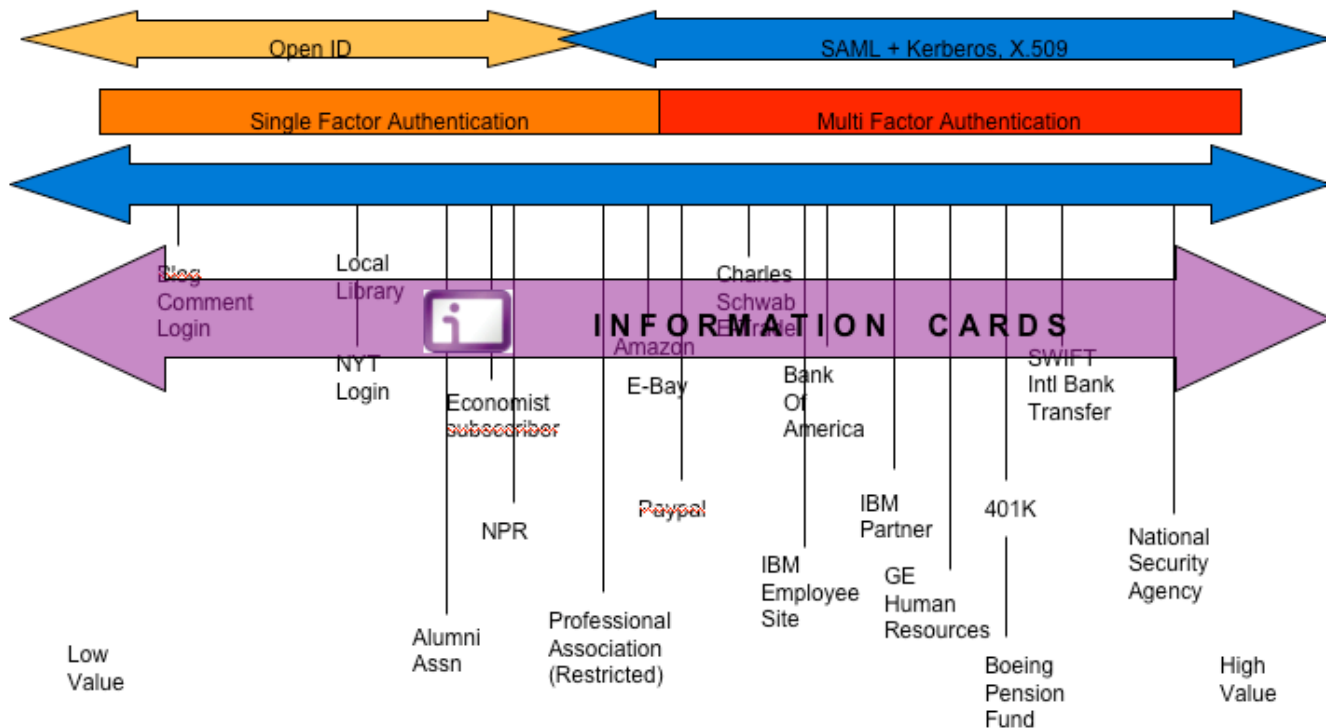 Open ID
SAML + Kerberos, X.509
Single Factor Authentication
Multi Factor Authentication
Blog
Comment
Login
Local
Library
NYT
Login
i
INFORMATION CARDS
Charles
Schwab
E-Trade
Amazon
E-Bay
Economist
subscriber
Bank
Of
America
SWIFT
Intl Bank
Transfer
NPR
Paypal
IBM
Partner
401K
National
Security
Agency
IBM
Employee
Site
GE
Human
Resources
Alumni
Assn
Professional
Association
(Restricted)
Boeing
Pension
Fund
Low
Value
High
Value